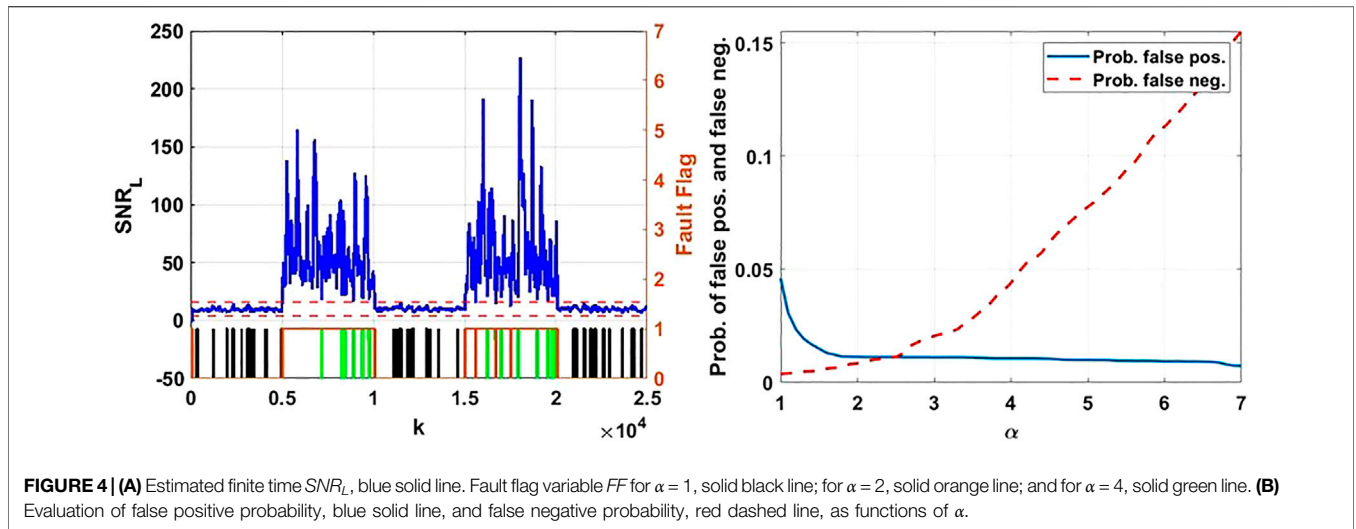 250
200
150
100
50
0
-50
SNR_L
7
6
5
4
3
2
1
0
Fault Flag
0 0.5 1 1.5 2 2.5
k
×10⁴
0.15
0.1
0.05
0
Prob. of false pos. and false neg.
Prob. false pos.
Prob. false neg.
1 2 3 4 5 6 7
α
FIGURE 4 | (A) Estimated finite time SNR_L, blue solid line. Fault flag variable FF for α = 1, solid black line; for α = 2, solid orange line; and for α = 4, solid green line. (B)
Evaluation of false positive probability, blue solid line, and false negative probability, red dashed line, as functions of α.